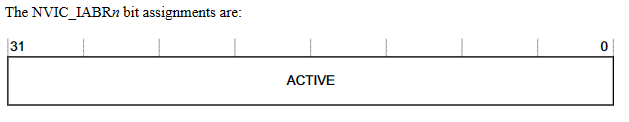 The NVIC_IABRn bit assignments are:
31 0
ACTIVE